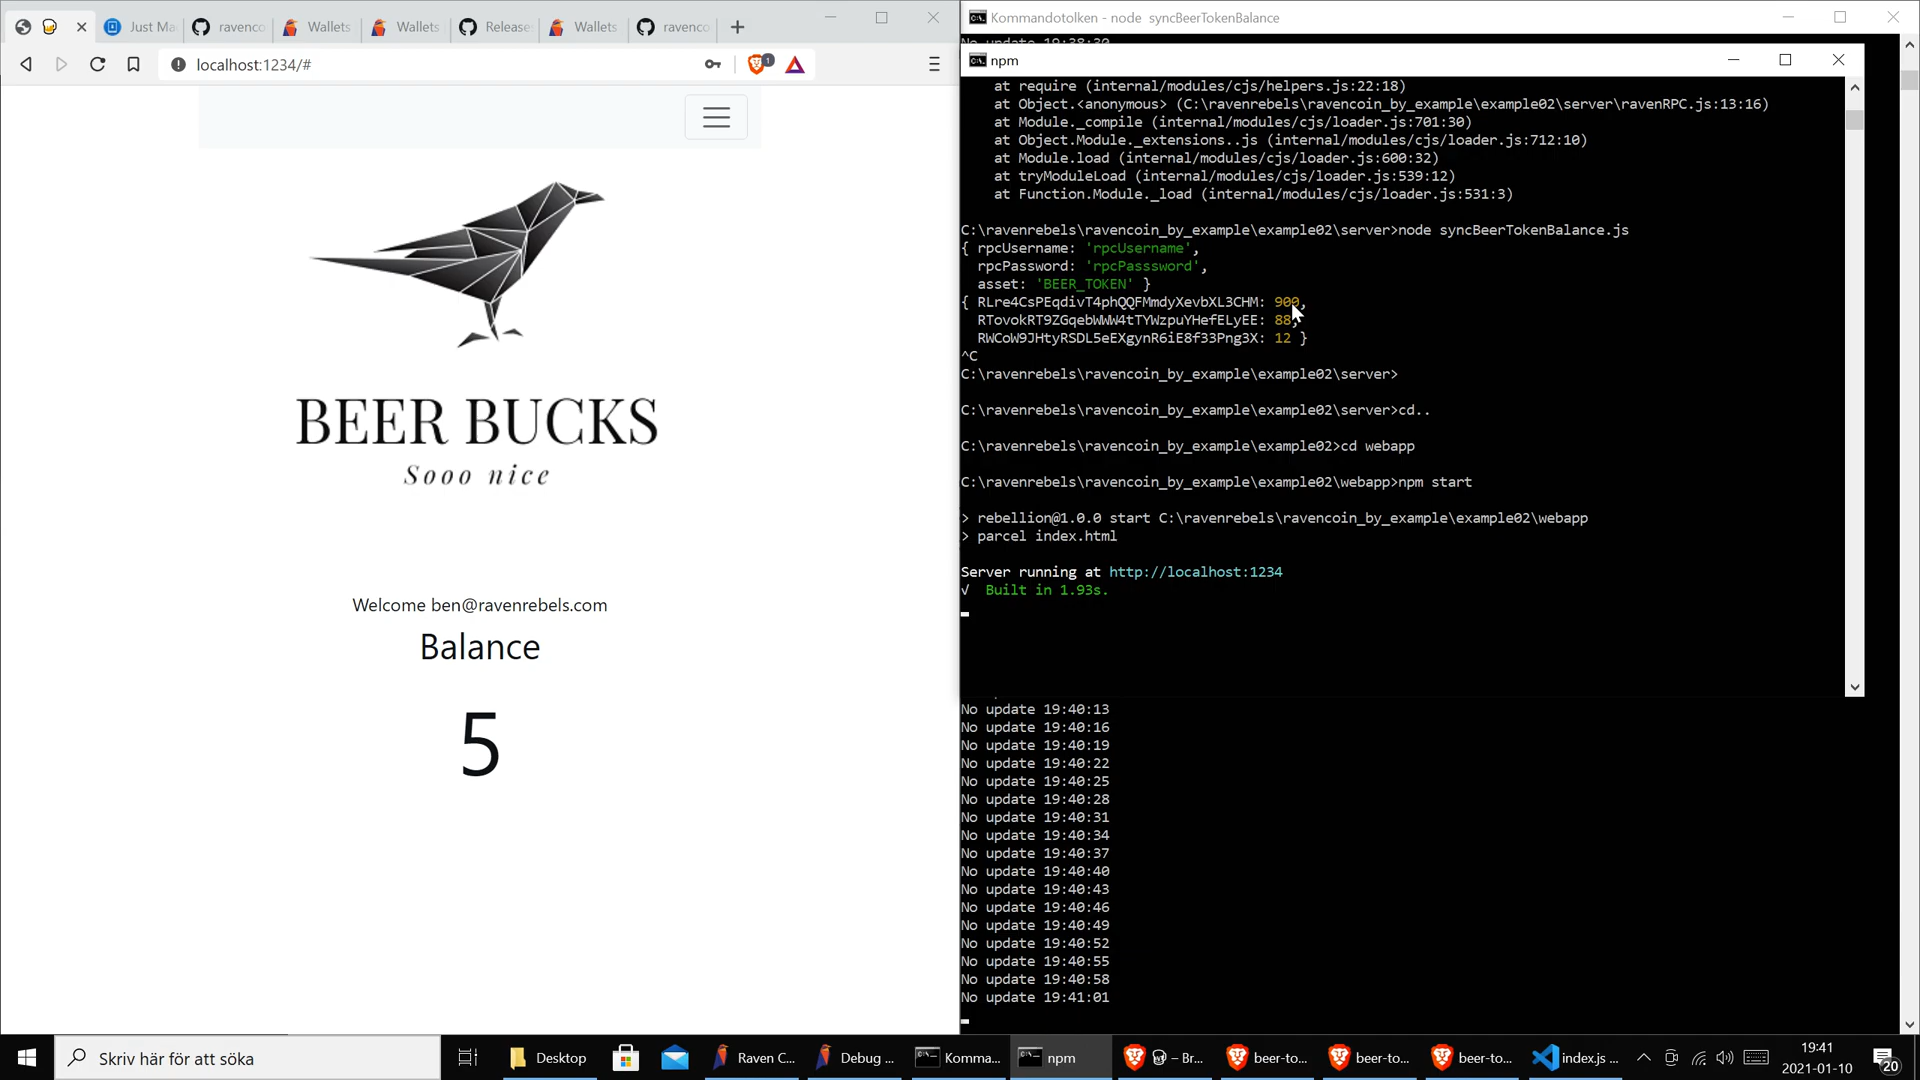 Just Ma
ravenco
Wallets
Wallets
Release
Wallets
ravenco
localhost:1234/#
1
BEER BUCKS
Sooo nice
Welcome ben@ravenrebels.com
Balance
5
Kommandotolken - node  syncBeerTokenBalance
No update 19:38:30
npm
at require (internal/modules/cjs/helpers.js:22:18)
at Object.<anonymous> (C:\ravenrebels\ravencoin_by_example\example02\server\ravenRPC.js:13:16)
at Module._compile (internal/modules/cjs/loader.js:701:30)
at Object.Module._extensions..js (internal/modules/cjs/loader.js:712:10)
at Module.load (internal/modules/cjs/loader.js:600:32)
at tryModuleLoad (internal/modules/cjs/loader.js:539:12)
at Function.Module._load (internal/modules/cjs/loader.js:531:3)
C:\ravenrebels\ravencoin_by_example\example02\server>node syncBeerTokenBalance.js
{ rpcUsername: 'rpcUsername',
rpcPassword: 'rpcPasssword',
asset: 'BEER_TOKEN' }
{ RLre4CsPEqdivT4phQQFMmdyXevbXL3CHM: 900,
RTovokRT9ZGqebWWW4tTYWzpuYHefELyEE: 88,
RWCoW9JHtyRSDL5eEXgynR6iE8f33Png3X: 12 }
^C
C:\ravenrebels\ravencoin_by_example\example02\server>
C:\ravenrebels\ravencoin_by_example\example02\server>cd..
C:\ravenrebels\ravencoin_by_example\example02>cd webapp
C:\ravenrebels\ravencoin_by_example\example02\webapp>npm start
> rebellion@1.0.0 start C:\ravenrebels\ravencoin_by_example\example02\webapp
> parcel index.html
Server running at http://localhost:1234
√  Built in 1.93s.
No update 19:40:13
No update 19:40:16
No update 19:40:19
No update 19:40:22
No update 19:40:25
No update 19:40:28
No update 19:40:31
No update 19:40:34
No update 19:40:37
No update 19:40:40
No update 19:40:43
No update 19:40:46
No update 19:40:49
No update 19:40:52
No update 19:40:55
No update 19:40:58
No update 19:41:01
Skriv här för att söka
Desktop
Raven C...
Debug ...
Komma...
npm
– Br...
beer-to...
beer-to...
beer-to...
index.js ...
19:41
2021-01-10
20